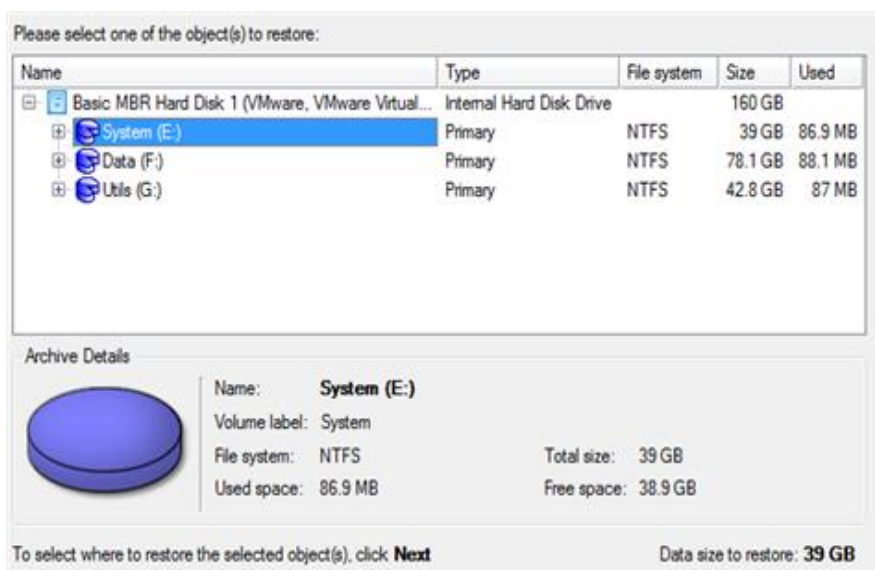 Please select one of the object(s) to restore:
Name Type File system Size Used
Basic MBR Hard Disk 1 (VMware, VMware Virtual... Internal Hard Disk Drive 160 GB
System (E:) Primary NTFS 39 GB 86.9 MB
Data (F:) Primary NTFS 78.1 GB 88.1 MB
Utils (G:) Primary NTFS 42.8 GB 87 MB
Archive Details
Name: System (E:)
Volume label: System
File system: NTFS Total size: 39 GB
Used space: 86.9 MB Free space: 38.9 GB
To select where to restore the selected object(s), click Next Data size to restore: 39 GB